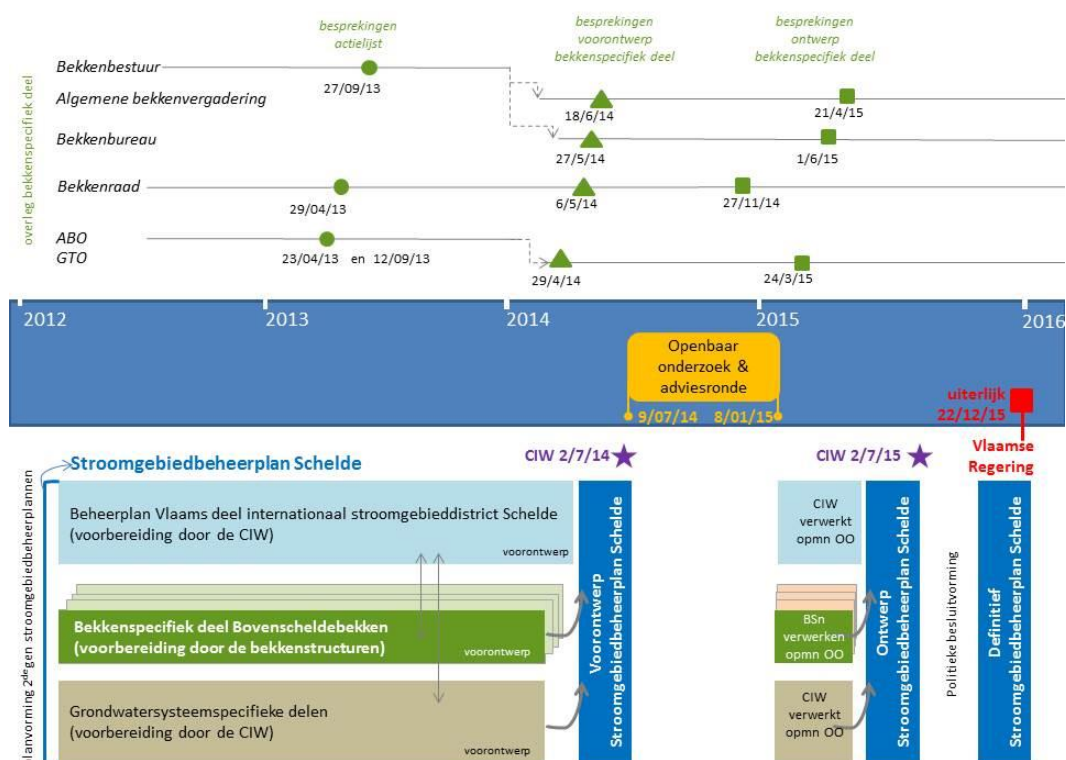 besprekingen
actielijst
besprekingen
voorontwerp
bekkenspecifiek deel
besprekingen
ontwerp
bekkenspecifiek deel
overleg bekkenspecifiek deel
Bekkenbestuur
27/09/13
Algemene bekkenvergadering
18/6/14
21/4/15
Bekkenbureau
27/5/14
1/6/15
Bekkenraad
29/04/13
6/5/14
27/11/14
ABO
GTO
23/04/13 en 12/09/13
29/4/14
24/3/15
2012
2013
2014
2015
2016
Openbaar
onderzoek &
adviesronde
9/07/14 8/01/15
uiterlijk
22/12/15
Vlaamse
Regering
Stroomgebiedbeheerplan Schelde
CIW 2/7/14
CIW 2/7/15
gen stroomgebiedbeheerplannen
Beheerplan Vlaams deel internationaal stroomgebieddistrict Schelde
(voorbereiding door de CIW)
voorontwerp
Bekkenspecifiek deel Bovenscheldebekken
(voorbereiding door de bekkenstructuren)
voorontwerp
Grondwatersysteemspecifieke delen
(voorbereiding door de CIW)
voorontwerp
Voorontwerp
Stroomgebiedbeheerplan Schelde
CIW
verwerkt
opmn OO
BSn
verwerken
opmn OO
CIW
verwerkt
opmn OO
Ontwerp
Stroomgebiedbeheerplan Schelde
Politieke besluitvorming
Definitief
Stroomgebiedbeheerplan Schelde